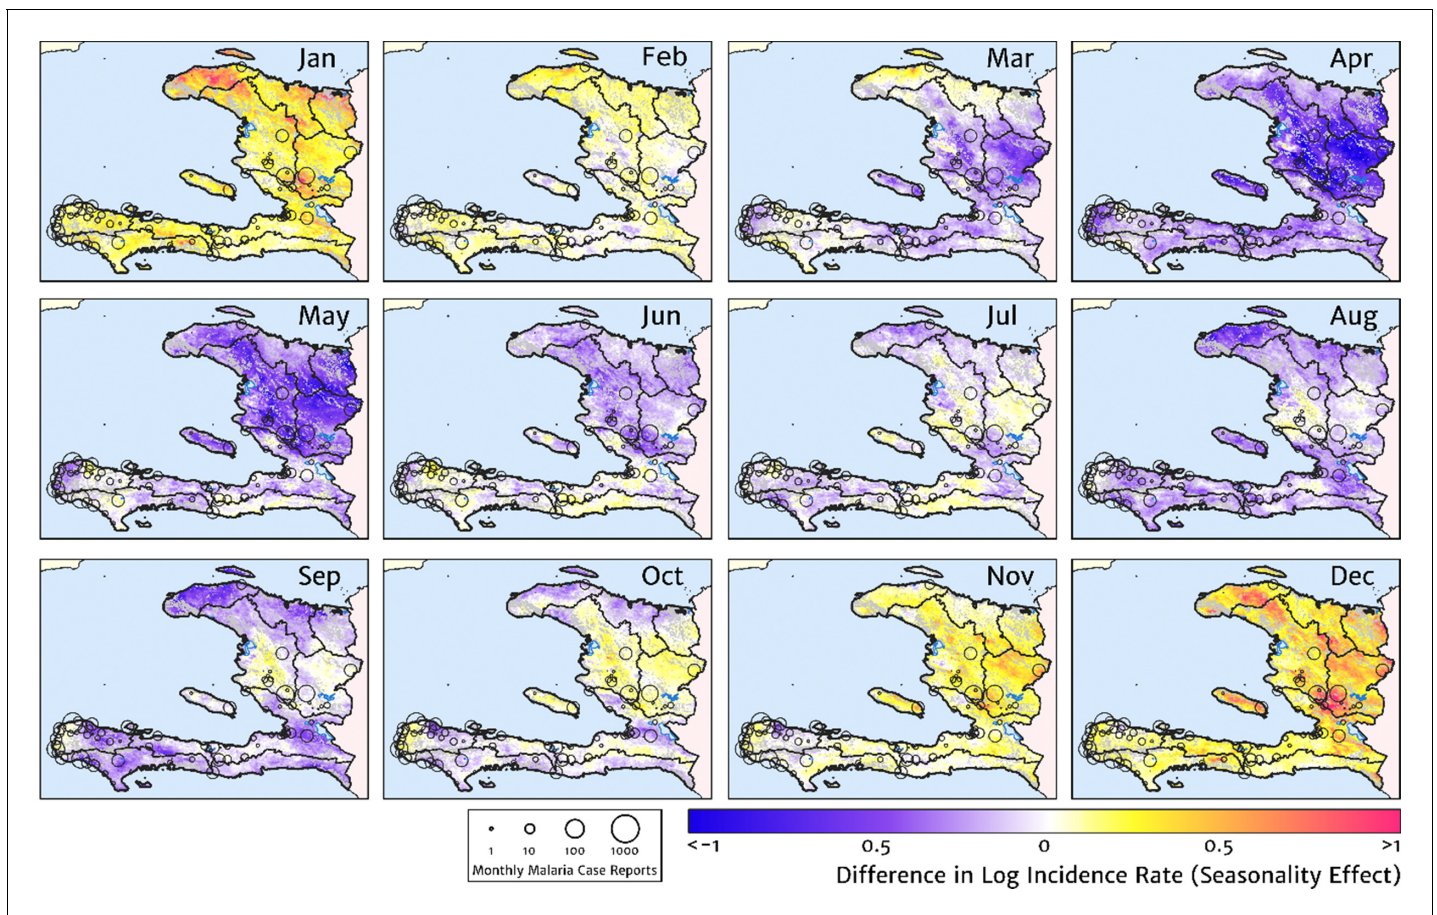 Jan
Feb
Mar
Apr
May
Jun
Jul
Aug
Sep
Oct
Nov
Dec
1 10 100 1000
Monthly Malaria Case Reports
<-1 0.5 0 0.5 >1
Difference in Log Incidence Rate (Seasonality Effect)